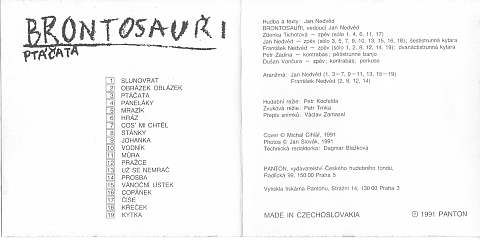 BRONTOSAUŘI
PTÁČATA
1 SLUNOVRAT
2 OBRÁZEK OBLÁZEK
3 PTÁČATA
4 PANELÁKY
5 MRAZÍK
6 HRÁZ
7 COS' MI CHTĚL
8 STÁNKY
9 JOHANKA
10 VODNÍK
11 MŮRA
12 PRAŽCE
13 UŽ SE NEMRAČ
14 PROSBA
15 VÁNOČNÍ LÍSTEK
16 COPÁNEK
17 ČÍŠE
18 KŘEČEK
19 KYTKA
Hudba a texty: Jan Nedvěd
BRONTOSAUŘI, vedoucí Jan Nedvěd
Zdenka Tichotová — zpěv (sólo 1, 4, 6, 11, 17)
Jan Nedvěd — zpěv (sólo 3, 5, 7, 9, 10, 13, 15, 16, 18); šestistrunná kytara
František Nedvěd — zpěv (sólo 1, 2, 8, 12, 14, 19); dvanáctistrunná kytara
Petr Zadina — kontrabas; pětistrunné banjo
Dušan Vančura — zpěv; kontrabas; perkuse
Aranžmá: Jan Nedvěd (1, 3—7, 9—11, 13, 15—19)
František Nedvěd (2, 8, 12, 14)
Hudební režie: Petr Kocfelda
Zvuková režie: Petr Trnka
Přepis snímků: Václav Zamazal
Cover © Michal Cihlář, 1991
Photos © Jan Slovák, 1991
Technická redaktorka: Dagmar Blažková
PANTON, vydavatelství Českého hudebního fondu,
Radlická 99, 150 00 Praha 5
Vytiskla tiskárna Pantonu, Strážní 14, 130 00 Praha 3
MADE IN CZECHOSLOVAKIA
Ⓟ 1991 PANTON